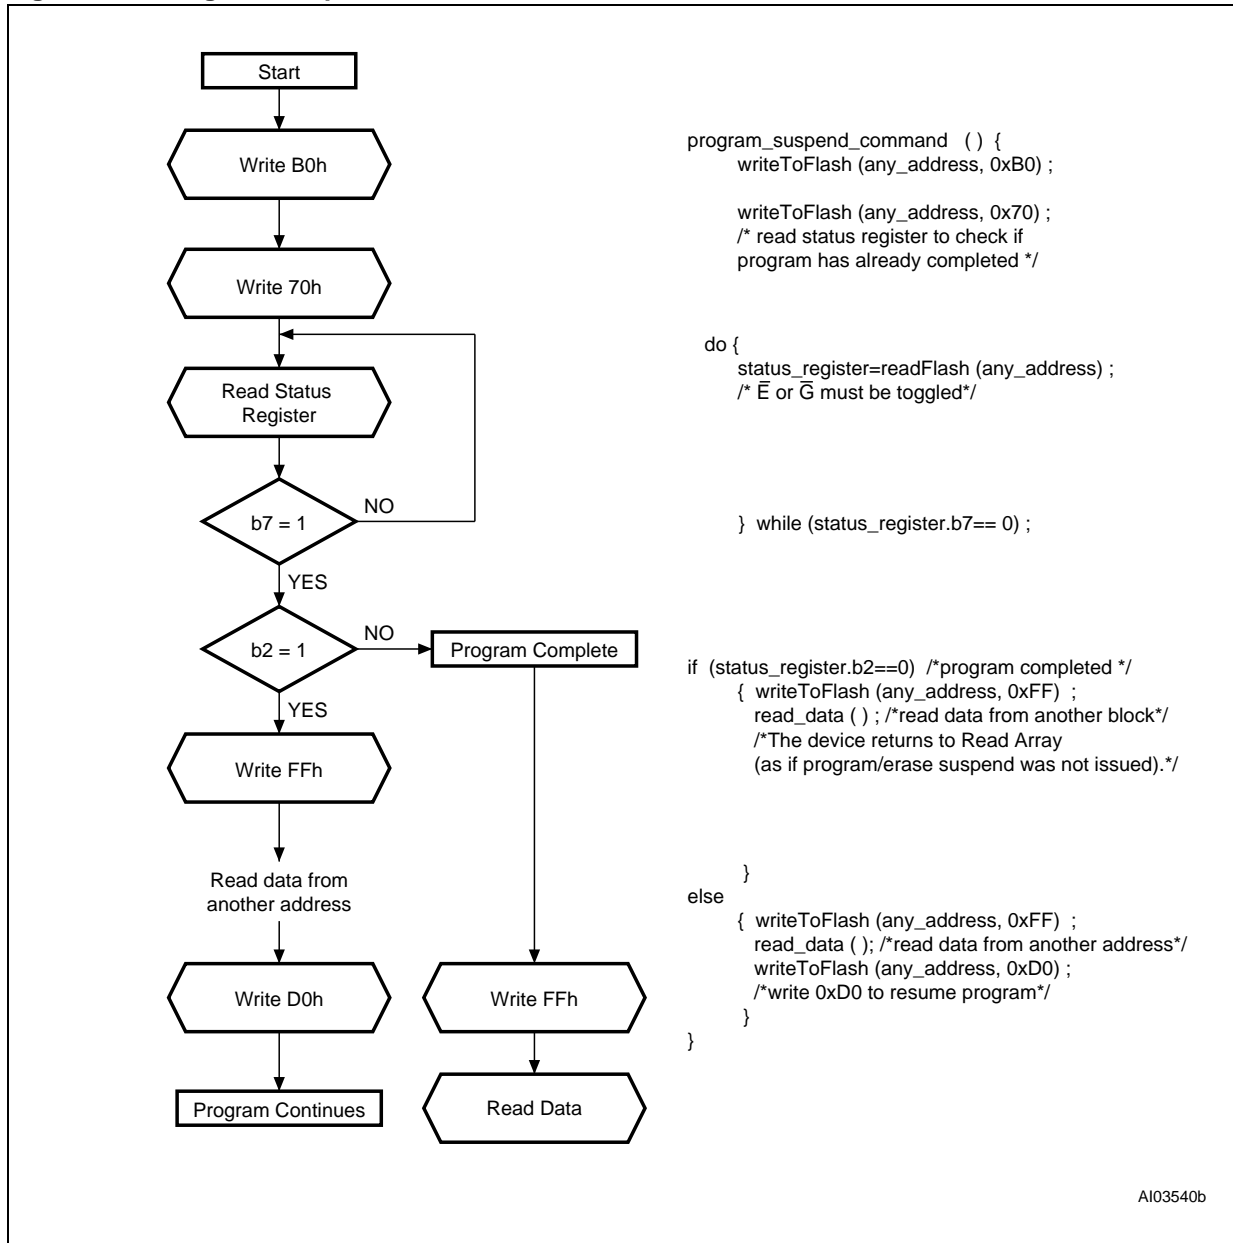 Start
Write B0h
Write 70h
Read Status
Register
b7 = 1
NO
YES
b2 = 1
NO
Program Complete
YES
Write FFh
Read data from
another address
Write D0h
Write FFh
Program Continues
Read Data
program_suspend_command ( ) {
writeToFlash (any_address, 0xB0) ;
writeToFlash (any_address, 0x70) ;
/* read status register to check if
program has already completed */
do {
status_register=readFlash (any_address) ;
/* E̅ or G̅ must be toggled*/
} while (status_register.b7== 0) ;
if (status_register.b2==0) /*program completed */
{ writeToFlash (any_address, 0xFF) ;
read_data ( ) ; /*read data from another block*/
/*The device returns to Read Array
(as if program/erase suspend was not issued).*/
}
else
{ writeToFlash (any_address, 0xFF) ;
read_data ( ); /*read data from another address*/
writeToFlash (any_address, 0xD0) ;
/*write 0xD0 to resume program*/
}
}
AI03540b